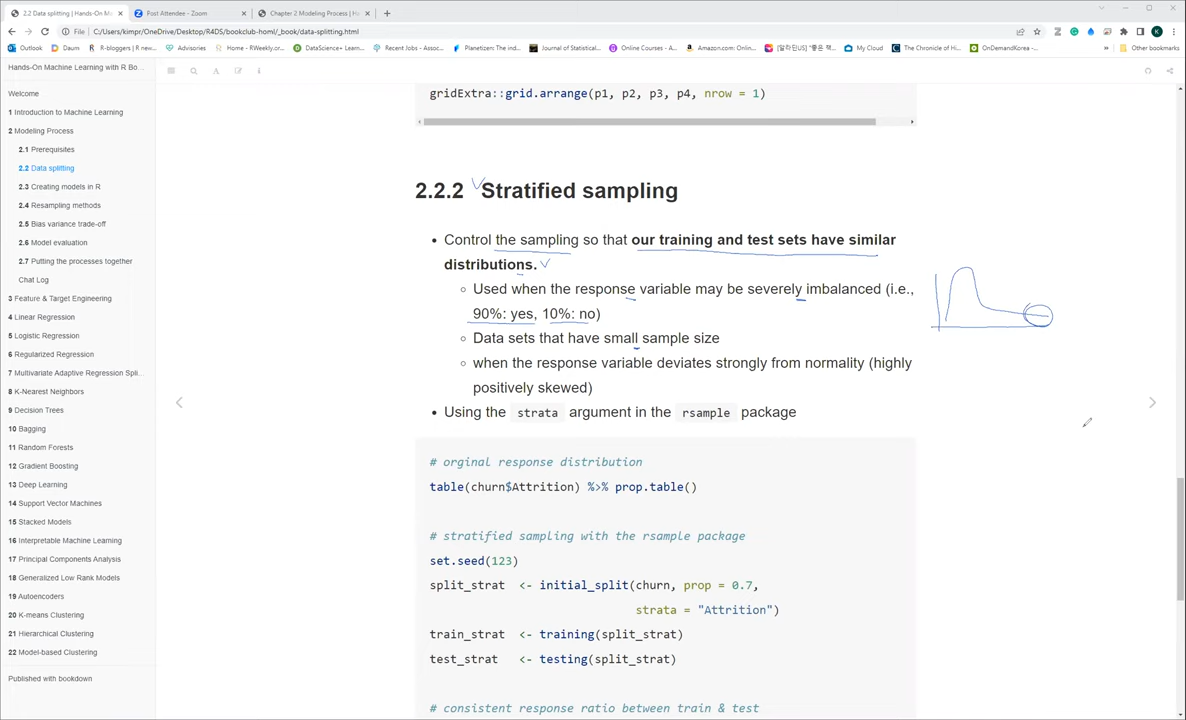 2.2 Data splitting | Hands-On M
Post Attendee - Zoom
Chapter 2 Modeling Process | H
File
C:/Users/kimpr/OneDrive/Desktop/R4DS/bookclub-homl/_book/data-splitting.html
Outlook
Daum
R-bloggers | R new...
Advisories
Home - RWeekly.or...
DataScience+ Learn...
Recent Jobs - Assoc...
Planetizen: The ind...
Journal of Statistical...
Online Courses - A...
Amazon.com: Onlin...
[알라딘US] "좋은 책...
My Cloud
The Chronicle of Hi...
OnDemandKorea -...
Other bookmarks
Hands-On Machine Learning with R Bo...
Welcome
1 Introduction to Machine Learning
2 Modeling Process
2.1 Prerequisites
2.2 Data splitting
2.3 Creating models in R
2.4 Resampling methods
2.5 Bias variance trade-off
2.6 Model evaluation
2.7 Putting the processes together
Chat Log
3 Feature & Target Engineering
4 Linear Regression
5 Logistic Regression
6 Regularized Regression
7 Multivariate Adaptive Regression Spli...
8 K-Nearest Neighbors
9 Decision Trees
10 Bagging
11 Random Forests
12 Gradient Boosting
13 Deep Learning
14 Support Vector Machines
15 Stacked Models
16 Interpretable Machine Learning
17 Principal Components Analysis
18 Generalized Low Rank Models
19 Autoencoders
20 K-means Clustering
21 Hierarchical Clustering
22 Model-based Clustering
Published with bookdown
gridExtra::grid.arrange(p1, p2, p3, p4, nrow = 1)
2.2.2 Stratified sampling
• Control the sampling so that our training and test sets have similar
distributions.
Used when the response variable may be severely imbalanced (i.e.,
90%: yes, 10%: no)
Data sets that have small sample size
when the response variable deviates strongly from normality (highly
positively skewed)
• Using the strata argument in the rsample package
# orginal response distribution
table(churn$Attrition) %>% prop.table()
# stratified sampling with the rsample package
set.seed(123)
split_strat <- initial_split(churn, prop = 0.7,
strata = "Attrition")
train_strat <- training(split_strat)
test_strat <- testing(split_strat)
# consistent response ratio between train & test